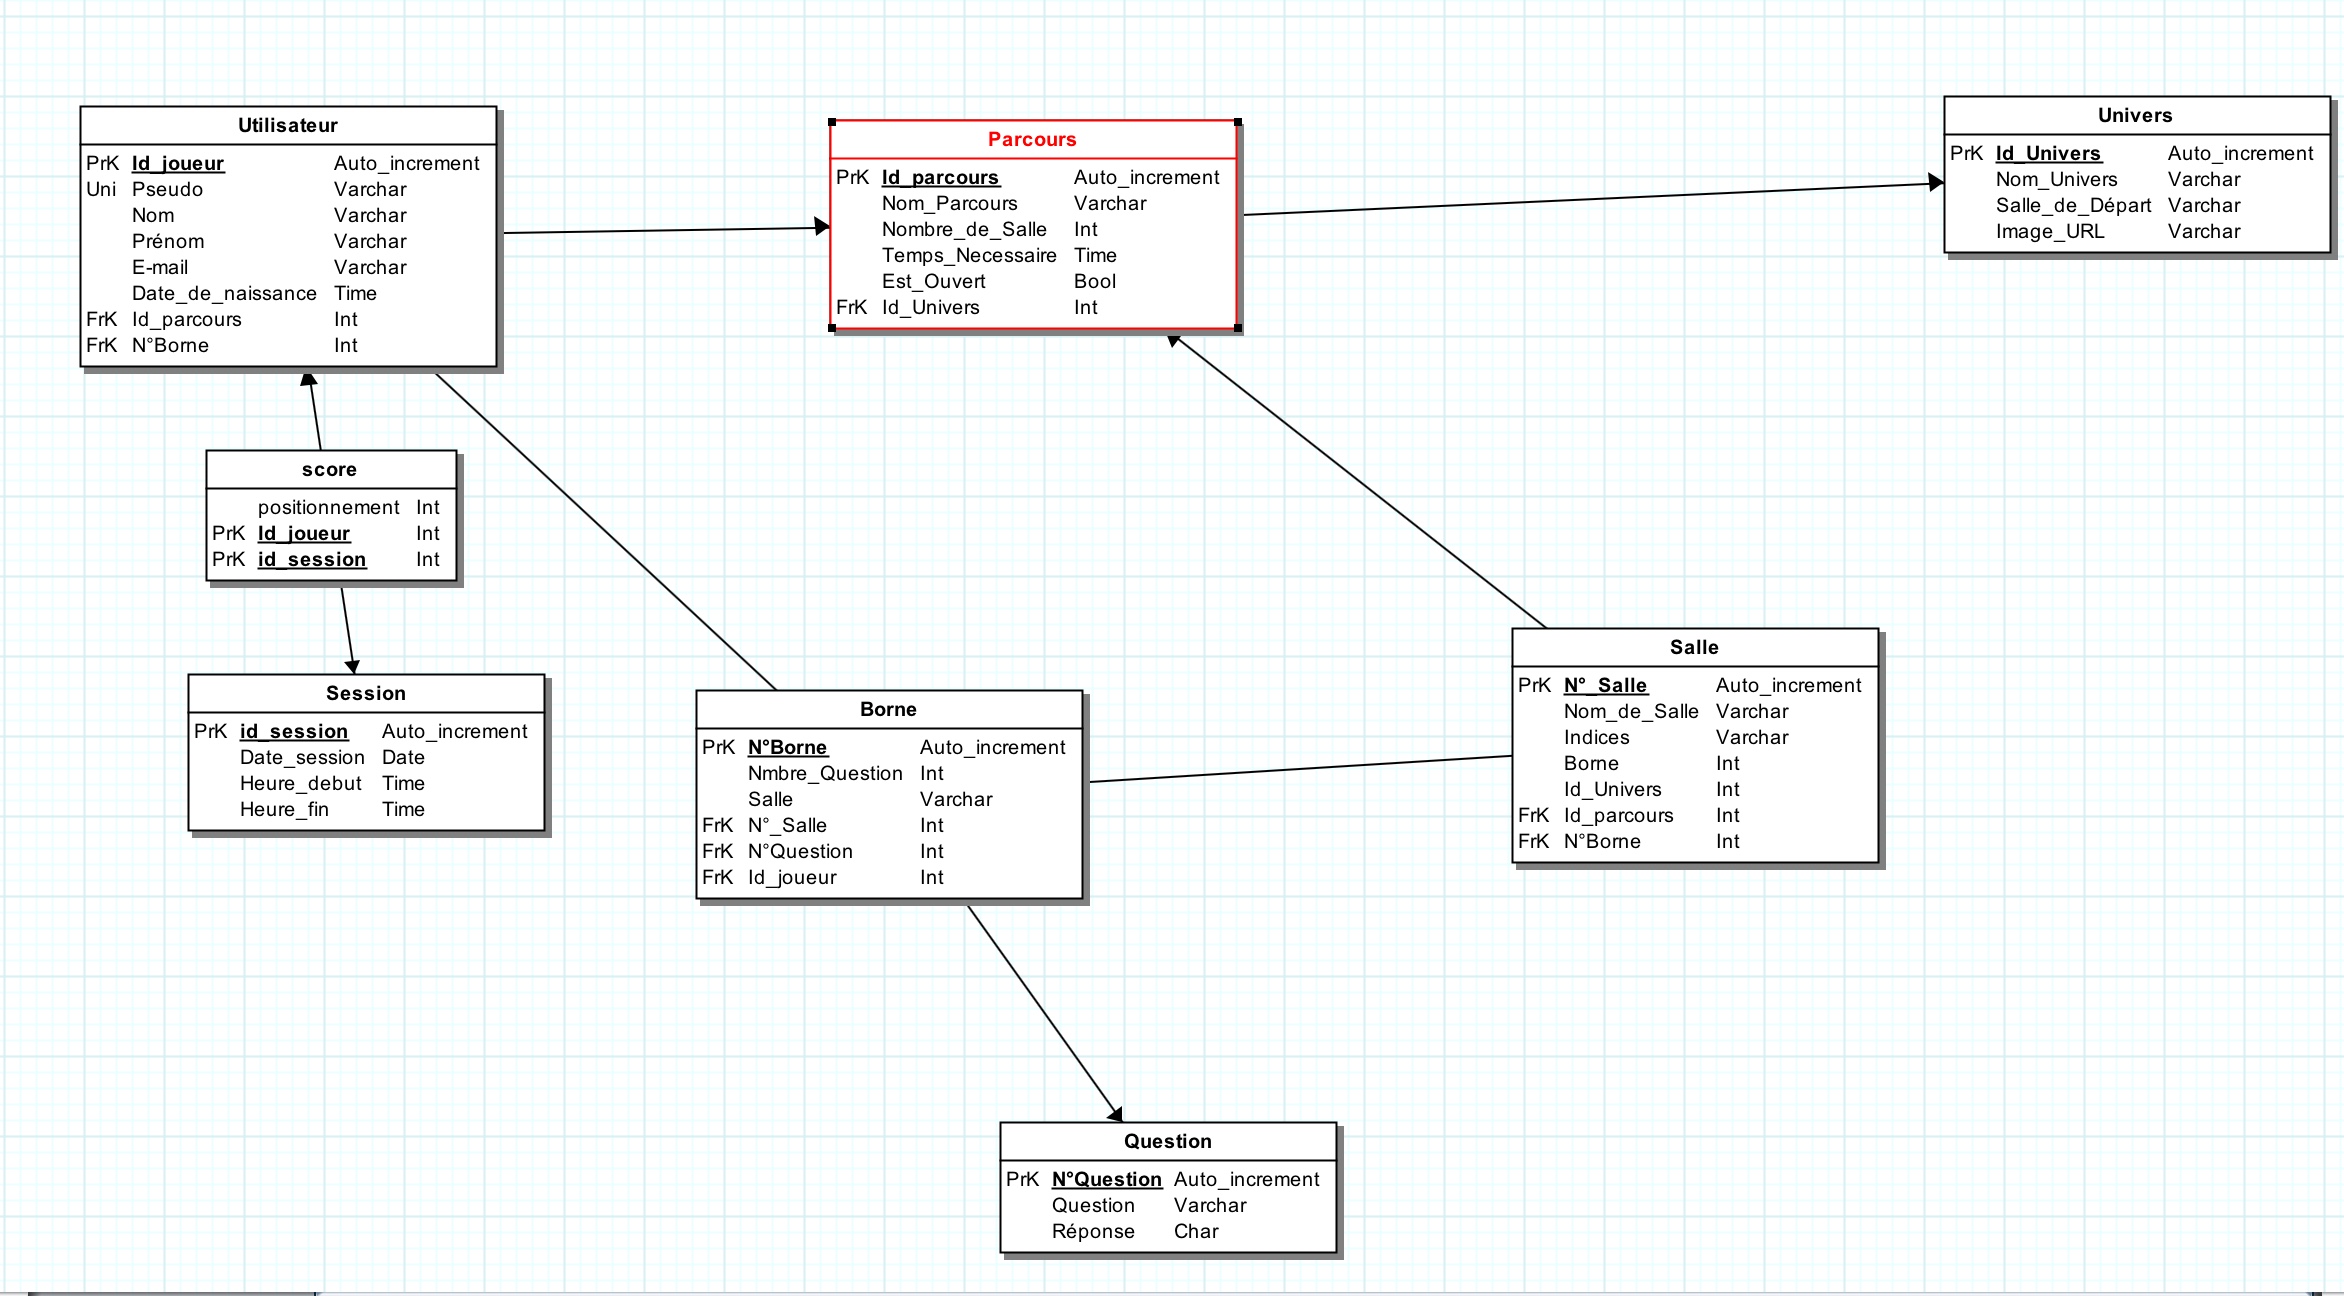 Utilisateur
PrK Id_joueur Auto_increment
Uni Pseudo Varchar
Nom Varchar
Prénom Varchar
E-mail Varchar
Date_de_naissance Time
FrK Id_parcours Int
FrK N°Borne Int
Parcours
PrK Id_parcours Auto_increment
Nom_Parcours Varchar
Nombre_de_Salle Int
Temps_Necessaire Time
Est_Ouvert Bool
FrK Id_Univers Int
Univers
PrK Id_Univers Auto_increment
Nom_Univers Varchar
Salle_de_Départ Varchar
Image_URL Varchar
score
positionnement Int
PrK Id_joueur Int
PrK id_session Int
Session
PrK id_session Auto_increment
Date_session Date
Heure_debut Time
Heure_fin Time
Borne
PrK N°Borne Auto_increment
Nmbre_Question Int
Salle Varchar
FrK N°_Salle Int
FrK N°Question Int
FrK Id_joueur Int
Salle
PrK N°_Salle Auto_increment
Nom_de_Salle Varchar
Indices Varchar
Borne Int
Id_Univers Int
FrK Id_parcours Int
FrK N°Borne Int
Question
PrK N°Question Auto_increment
Question Varchar
Réponse Char